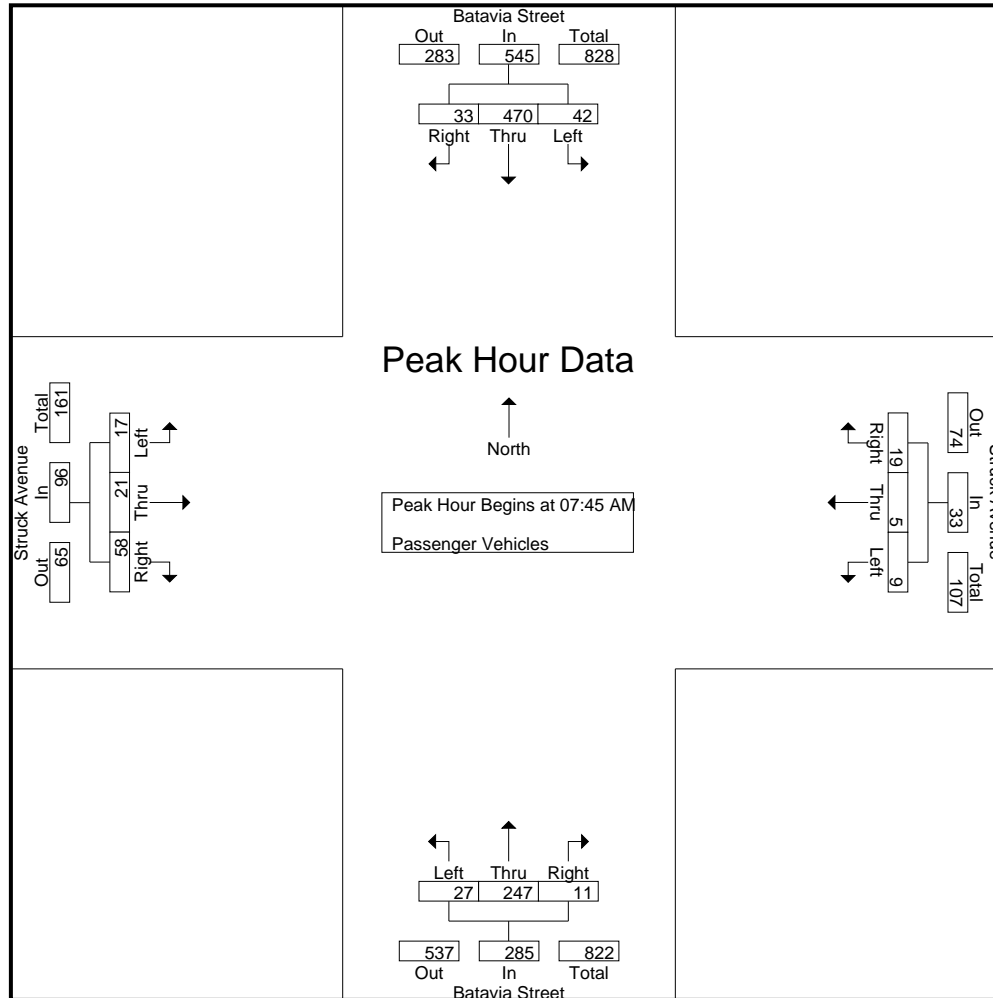 Batavia Street
Out In Total
283 545 828
33 470 42
Right Thru Left
Peak Hour Data
North
Peak Hour Begins at 07:45 AM
Passenger Vehicles
Struck Avenue
Total In Out
161 96 65
17 21 58
Left Thru Right
Out In Total
74 33 107
19 5 9
Right Thru Left
Left Thru Right
27 247 11
537 285 822
Out In Total
Batavia Street